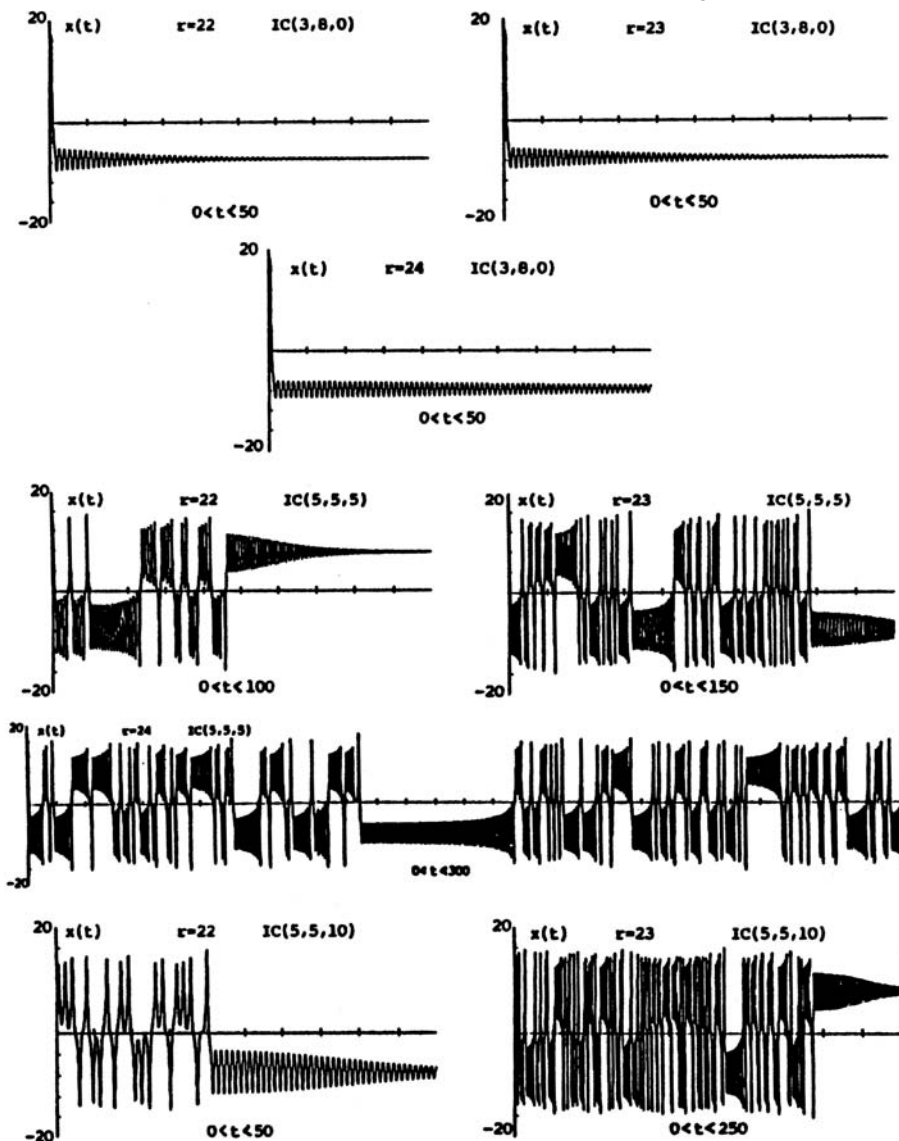 20
x(t) r=22 IC(3,8,0)
-20
0<t<50
20
x(t) r=23 IC(3,8,0)
-20
0<t<50
20
x(t) r=24 IC(3,8,0)
-20
0<t<50
20
x(t) r=22 IC(5,5,5)
-20
0<t<100
20
x(t) r=23 IC(5,5,5)
-20
0<t<150
20
x(t) r=24 IC(5,5,5)
-20
0<t<300
20
x(t) r=22 IC(5,5,10)
-20
0<t<50
20
x(t) r=23 IC(5,5,10)
-20
0<t<250